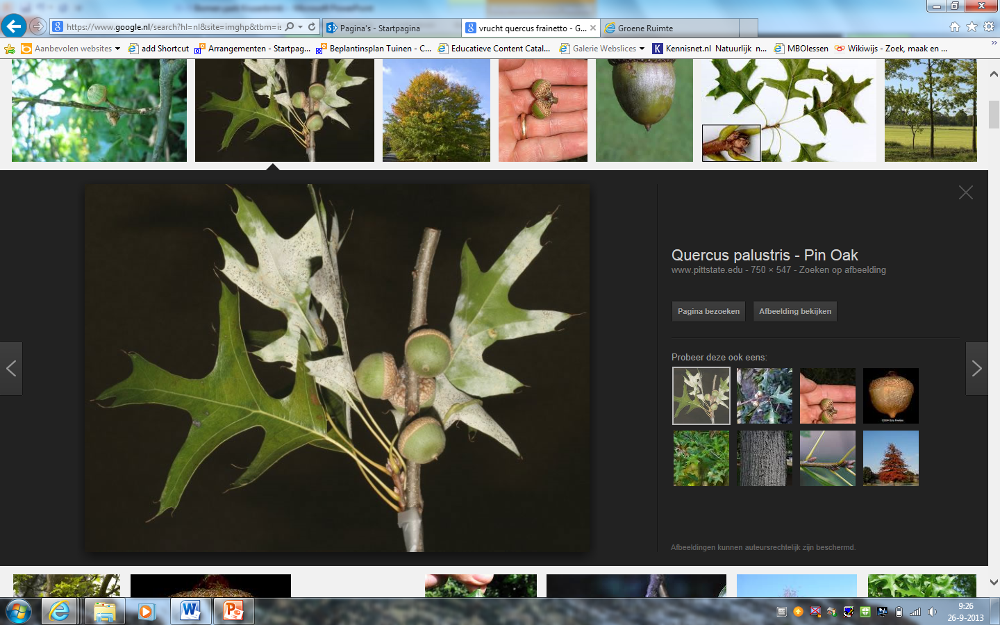 https://www.google.nl/search?hl=nl&site=imghp&tbm=is
Pagina's - Startpagina
vrucht quercus frainetto - G...
Groene Ruimte
Aanbevolen websites
add Shortcut
Arrangementen - Startpag...
Beplantinsplan Tuinen - C...
Educatieve Content Catal...
Galerie Webslices
Kennisnet.nl Natuurlijk n...
MBOlessen
Wikiwijs - Zoek, maak en ...
Quercus palustris - Pin Oak
www.pittstate.edu - 750 × 547 - Zoeken op afbeelding
Pagina bezoeken
Afbeelding bekijken
Probeer deze ook eens:
Afbeeldingen kunnen auteursrechtelijk zijn beschermd.
9:26
26-9-2013